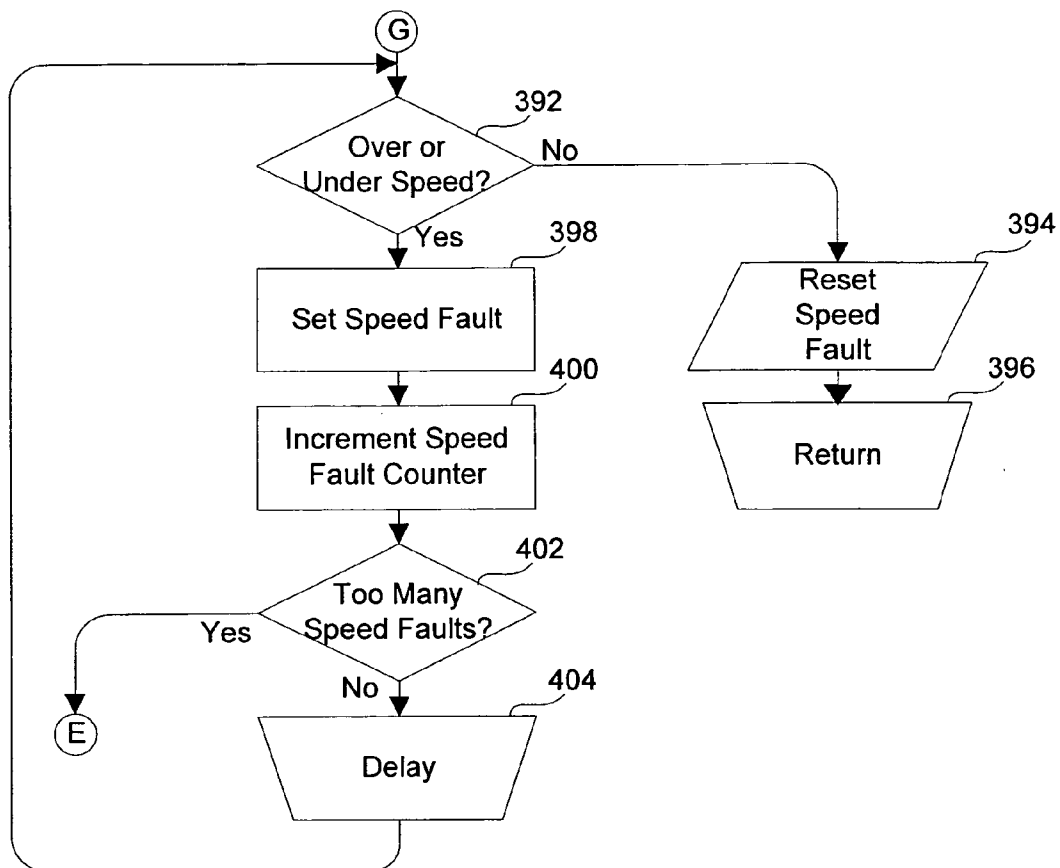 G
392
Over or
Under Speed?
No
Yes
398
Set Speed Fault
394
Reset
Speed
Fault
400
Increment Speed
Fault Counter
396
Return
402
Too Many
Speed Faults?
Yes
No
E
404
Delay